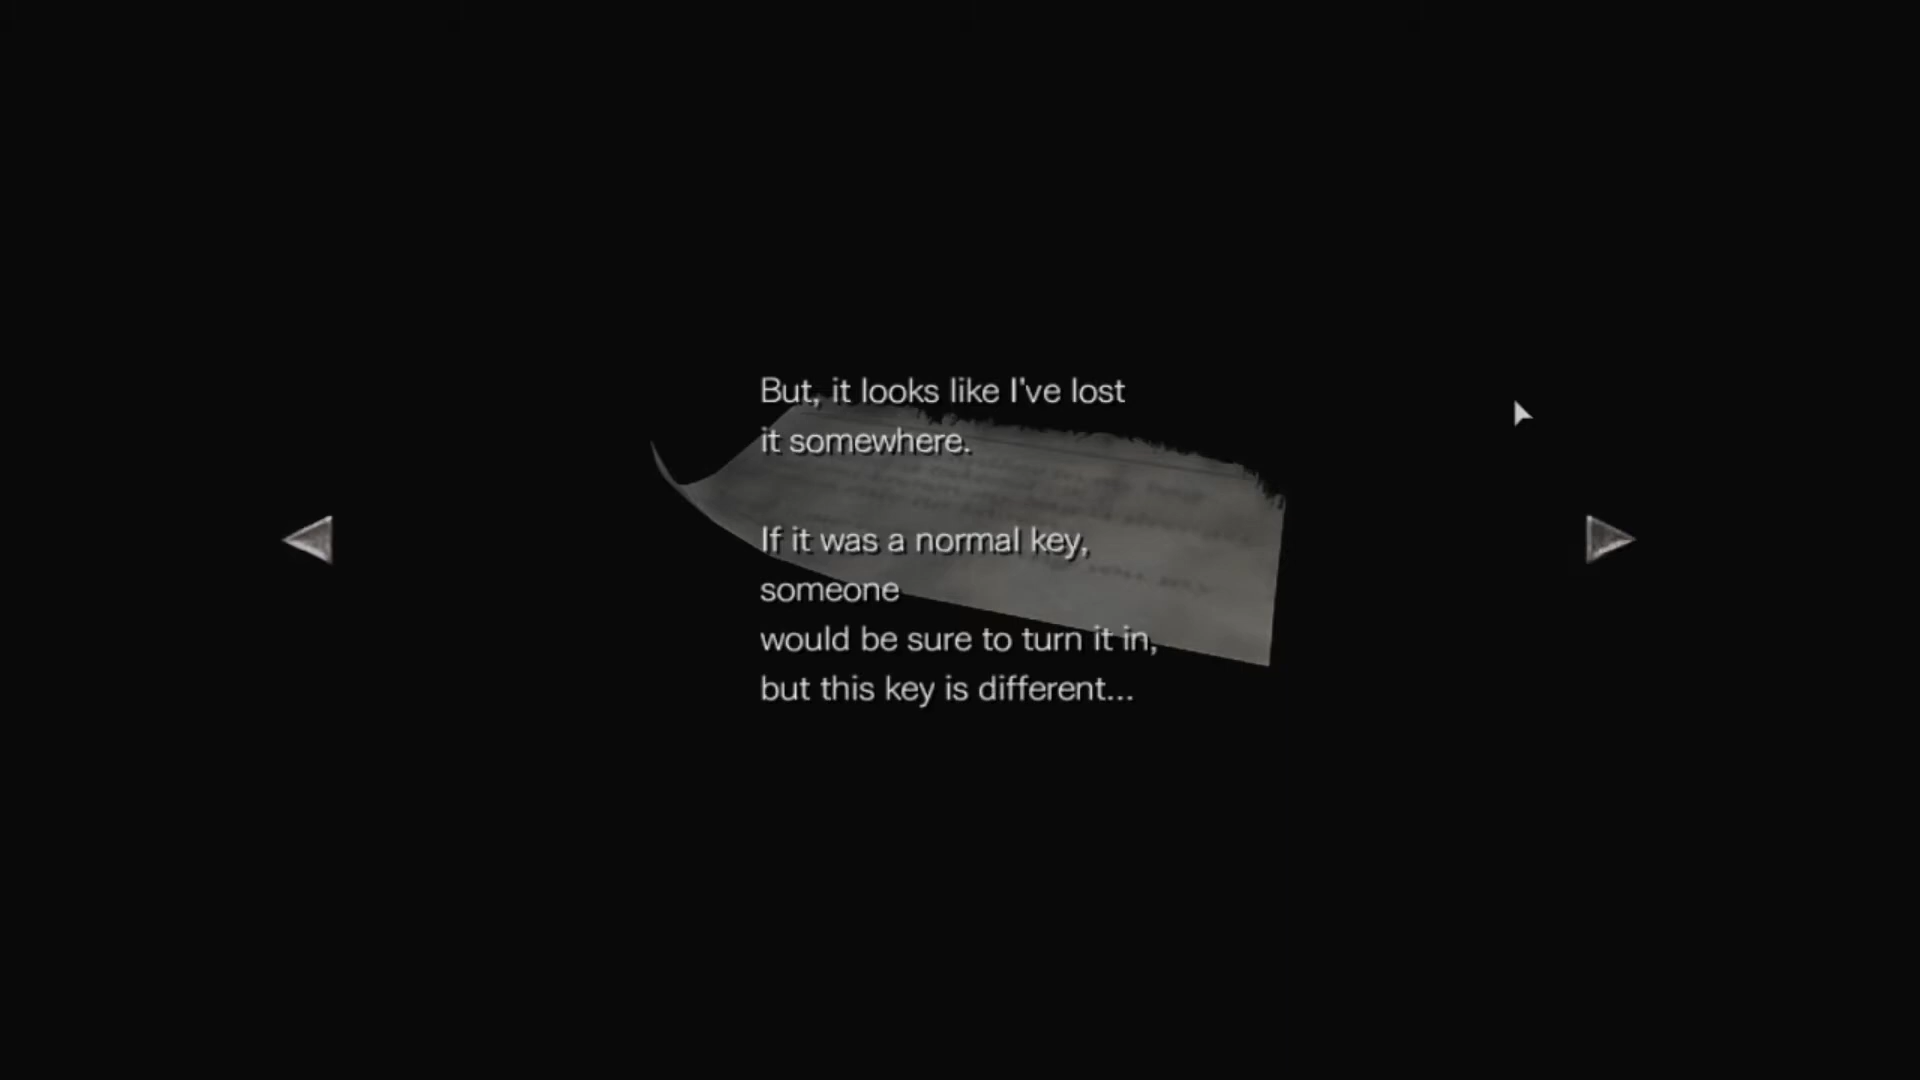 But, it looks like I've lost
it somewhere.
If it was a normal key,
someone
would be sure to turn it in,
but this key is different...